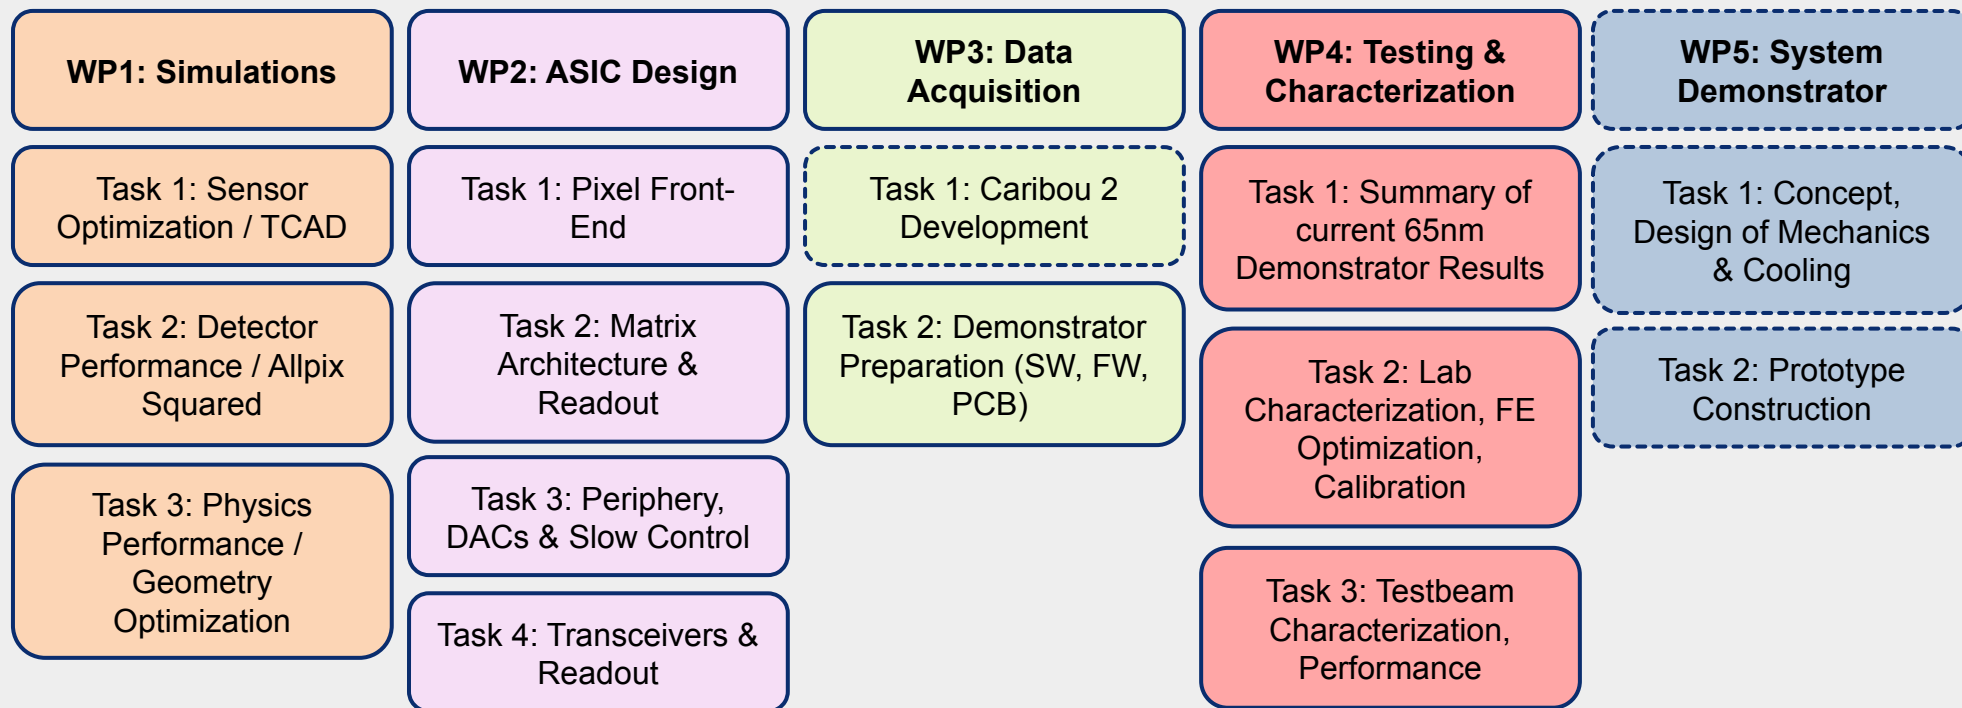 WP1: Simulations
Task 1: Sensor
Optimization / TCAD
Task 2: Detector
Performance / Allpix
Squared
Task 3: Physics
Performance /
Geometry
Optimization
WP2: ASIC Design
Task 1: Pixel Front-
End
Task 2: Matrix
Architecture &
Readout
Task 3: Periphery,
DACs & Slow Control
Task 4: Transceivers &
Readout
WP3: Data
Acquisition
Task 1: Caribou 2
Development
Task 2: Demonstrator
Preparation (SW, FW,
PCB)
WP4: Testing &
Characterization
Task 1: Summary of
current 65nm
Demonstrator Results
Task 2: Lab
Characterization, FE
Optimization,
Calibration
Task 3: Testbeam
Characterization,
Performance
WP5: System
Demonstrator
Task 1: Concept,
Design of Mechanics
& Cooling
Task 2: Prototype
Construction